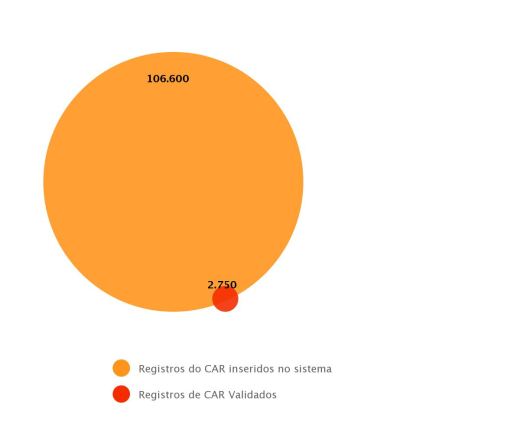 106.600
2.750
Registros do CAR inseridos no sistema
Registros de CAR Validados